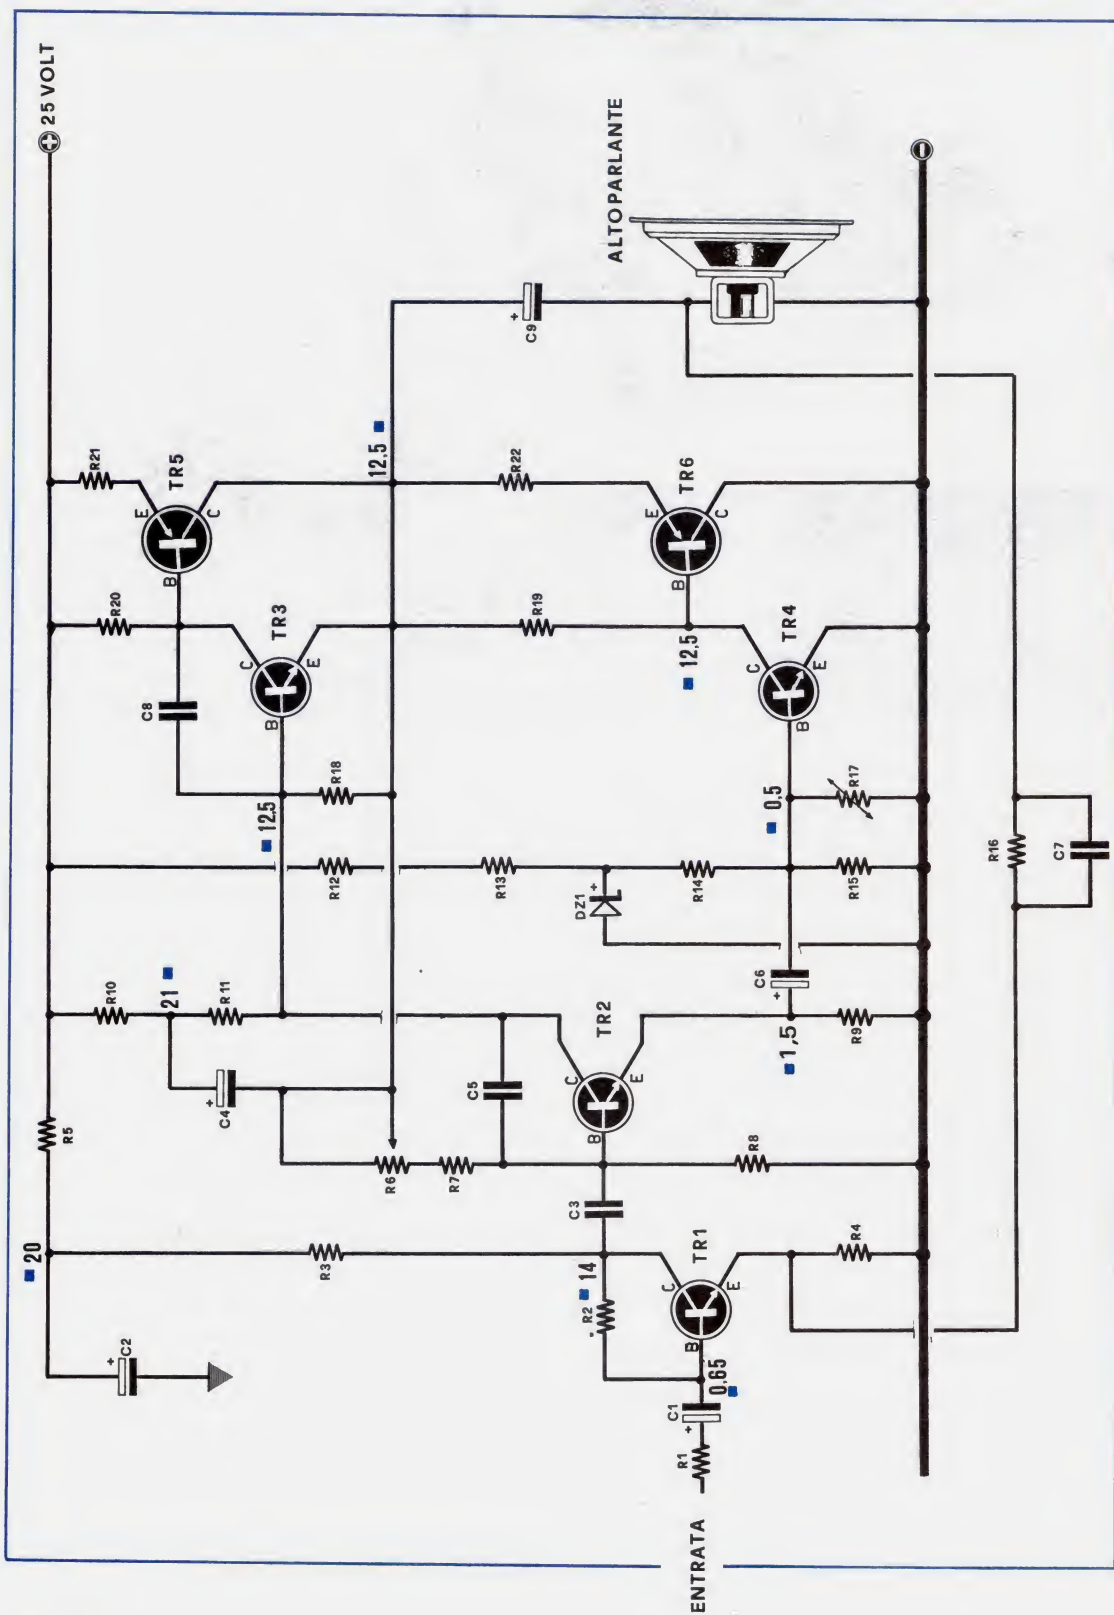 25 VOLT
ALTOPARLANTE
ENTRATA
R21
E
TR5
C
B
R20
C8
C
TR3
E
B
12,5
R22
E
TR6
C
B
R19
12,5
C
TR4
E
B
+
C9
R18
12,5
R12
R13
DZ1
+
R14
0,5
R17
R15
R16
C7
R10
21
R11
+
C4
R6
R7
C5
C
TR2
E
B
C6
+
1,5
R9
R8
R5
20
+
C2
R3
C3
14
R2
C
TR1
E
B
R4
0,65
C1
+
R1